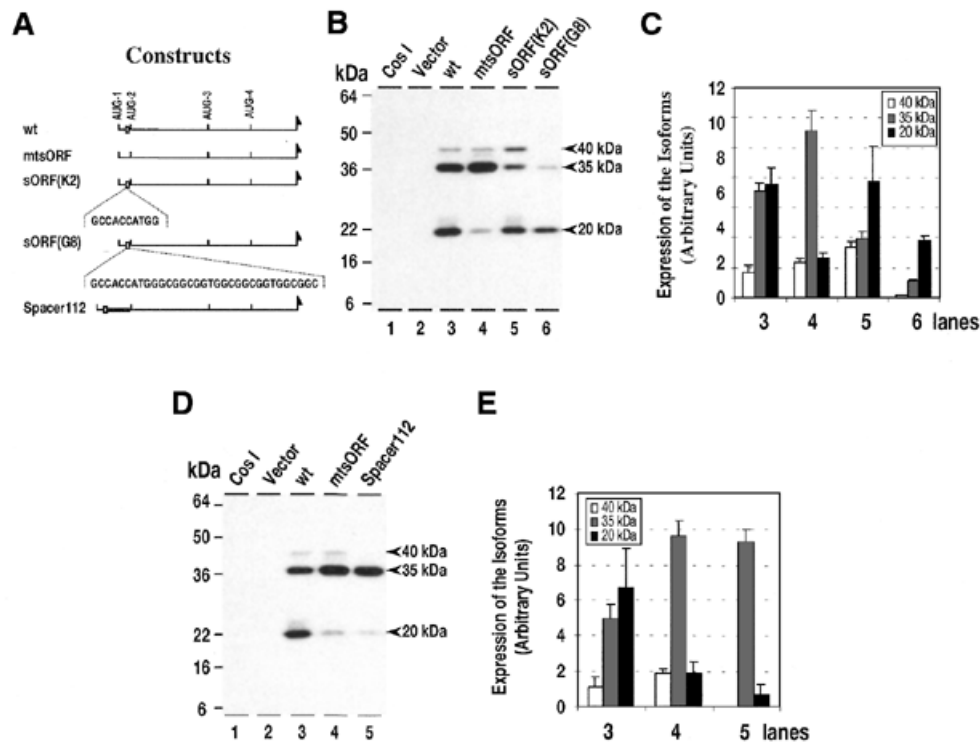 A
Constructs
AUG-1 AUG-2 AUG-3 AUG-4
wt
mtsORF
sORF(K2)
GCCACCATGG
sORF(G8)
GCCACCATGGGCGGCGGTGGCGGCGGTGGCGGC
Spacer112
B
kDa
Cos I Vector wt mtsORF sORF(K2) sORF(G8)
64
50
36
22
16
6
40 kDa
35 kDa
20 kDa
1 2 3 4 5 6
C
Expression of the Isoforms
(Arbitrary Units)
12
10
8
6
4
2
0
40 kDa
35 kDa
20 kDa
3 4 5 6 lanes
D
kDa
Cos I Vector wt mtsORF Spacer112
64
50
36
22
16
6
40 kDa
35 kDa
20 kDa
1 2 3 4 5
E
Expression of the Isoforms
(Arbitrary Units)
12
10
8
6
4
2
0
40 kDa
35 kDa
20 kDa
3 4 5 lanes